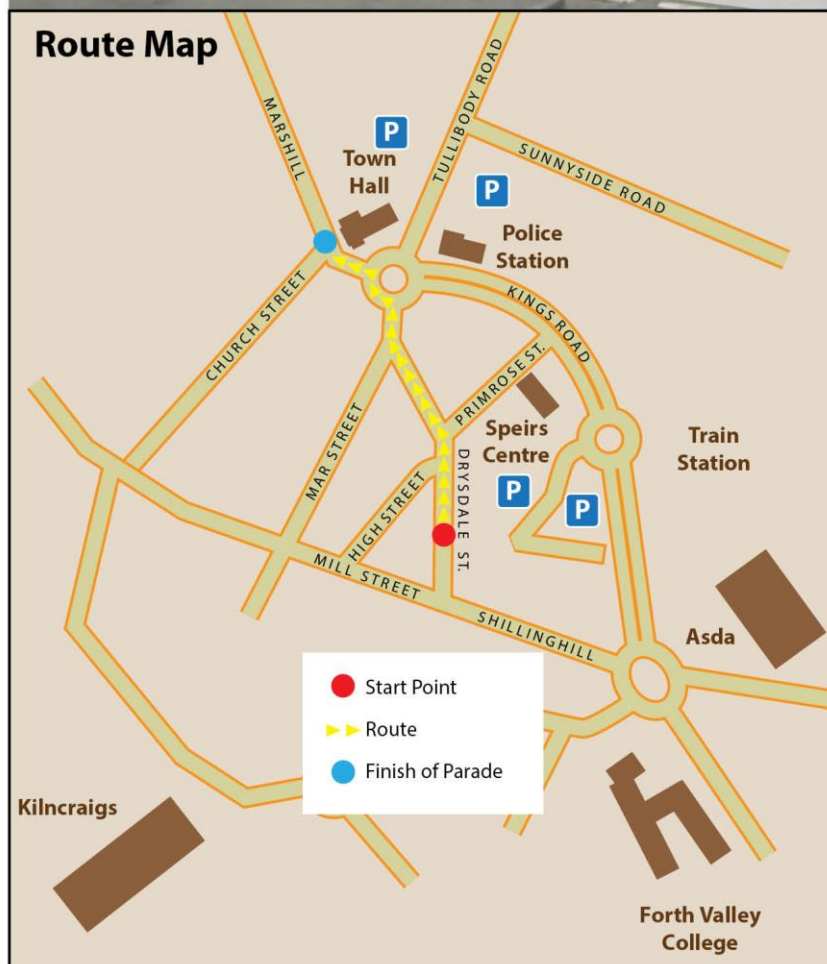 Route Map
MARSHILL
P
TULLIBODY ROAD
Town
Hall
SUNNYSIDE ROAD
P
Police
Station
CHURCH STREET
KINGS ROAD
PRIMROSE ST.
MAR STREET
Speirs
Centre
Train
Station
HIGH STREET
DRYSDALE ST.
P
P
MILL STREET
SHILLINGHILL
Asda
Start Point
Route
Finish of Parade
Kilncraigs
Forth Valley
College